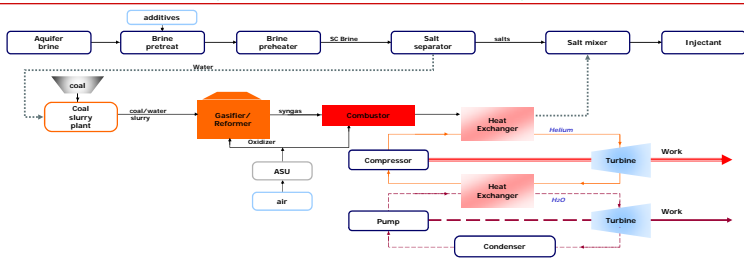 additives
Aquifer
brine
Brine
pretreat
Brine
preheater
SC Brine
Salt
separator
salts
Salt mixer
Injectant
Water
coal
Coal
slurry
plant
coal/water
slurry
Gasifier/
Reformer
syngas
Combustor
Oxidizer
ASU
air
Heat
Exchanger
Helium
Compressor
Turbine
Work
Heat
Exchanger
H₂O
Pump
Turbine
Work
Condenser